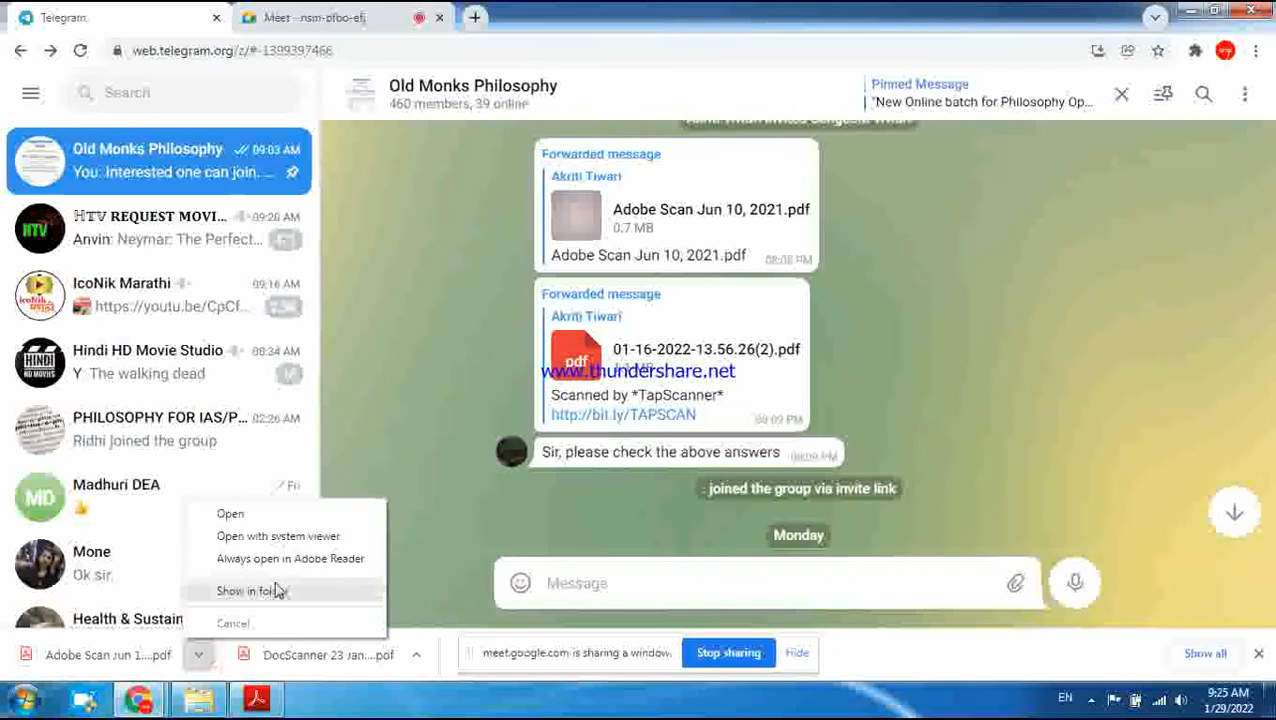 Telegram
Meet – nsm-pfbo-efj
web.telegram.org/z/#-1399397466
Search
Old Monks Philosophy
460 members, 39 online
Pinned Message
"New Online batch for Philosophy Op...
Old Monks Philosophy 09:03 AM
You: Interested one can join. ...
ℍ𝕋𝕍 REQUEST MOVI... 09:20 AM
Anvin: Neymar: The Perfect...
IcoNik Marathi 09:16 AM
https://youtu.be/CpCf...
Hindi HD Movie Studio 08:34 AM
Y The walking dead
PHILOSOPHY FOR IAS/P... 02:26 AM
Ridhi joined the group
MD
Madhuri DEA Fri
Mone
Ok sir.
Health & Sustain
Forwarded message
Akriti Tiwari
Adobe Scan Jun 10, 2021.pdf
0.7 MB
Adobe Scan Jun 10, 2021.pdf 08:08 PM
Forwarded message
Akriti Tiwari
pdf
01-16-2022-13.56.26(2).pdf
www.thundershare.net
Scanned by *TapScanner*
http://bit.ly/TAPSCAN 08:09 PM
Sir, please check the above answers 08:09 PM
joined the group via invite link
Monday
Message
Open
Open with system viewer
Always open in Adobe Reader
Show in folder
Cancel
Adobe Scan Jun 1....pdf
DocScanner 23 Jan....pdf
meet.google.com is sharing a window.
Stop sharing
Hide
Show all
EN
9:25 AM
1/29/2022